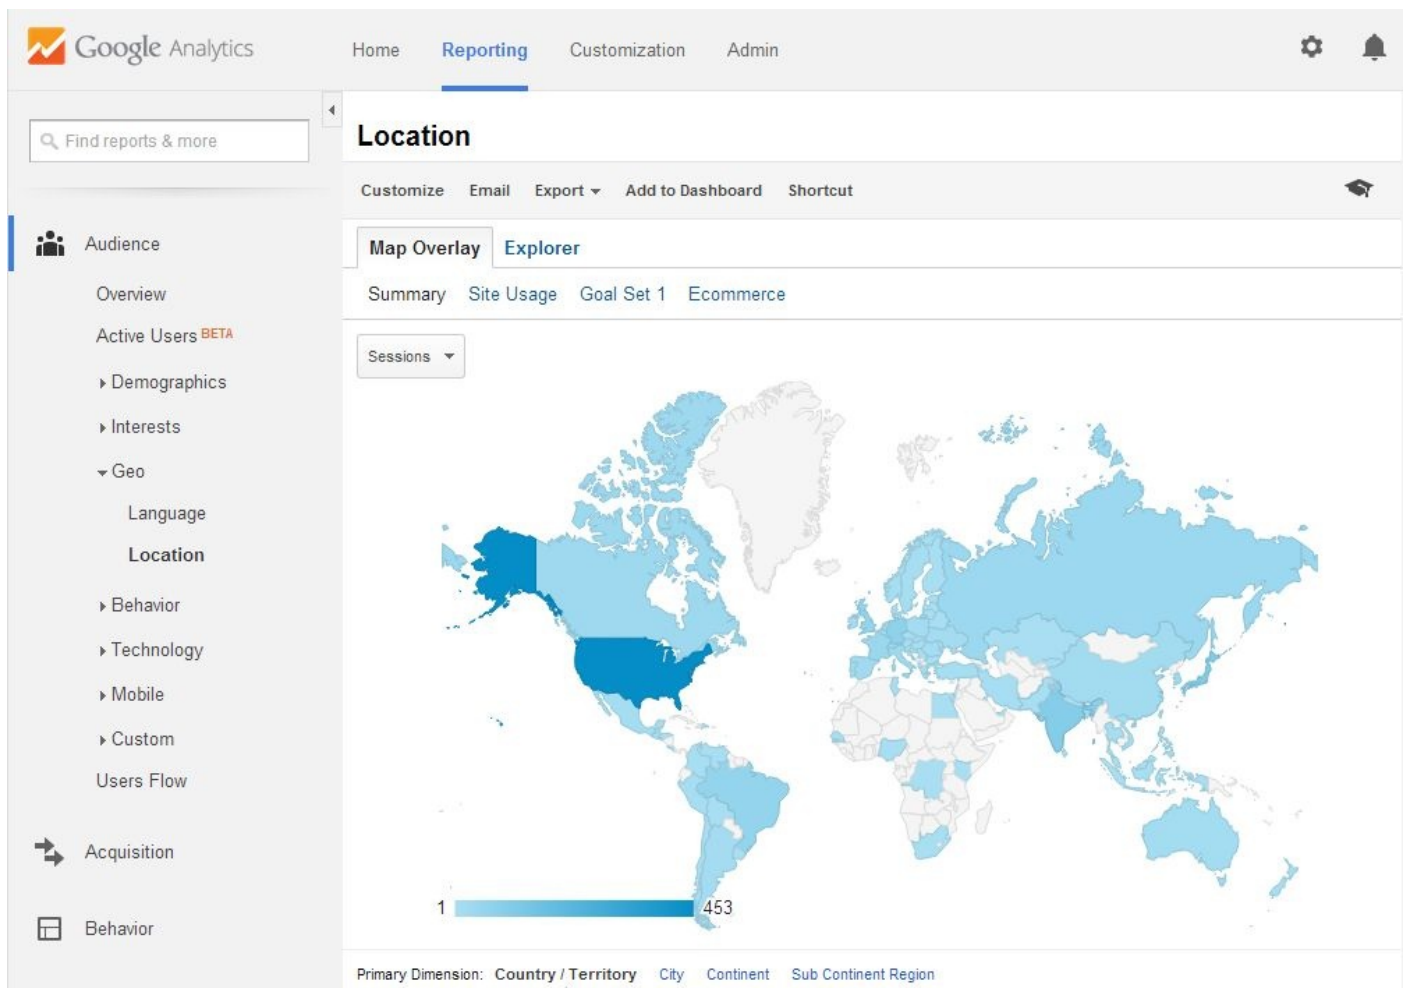 Google Analytics
Home Reporting Customization Admin
Find reports & more
Audience
Overview
Active Users BETA
Demographics
Interests
Geo
Language
Location
Behavior
Technology
Mobile
Custom
Users Flow
Acquisition
Behavior
Location
Customize Email Export Add to Dashboard Shortcut
Map Overlay Explorer
Summary Site Usage Goal Set 1 Ecommerce
Sessions
1 453
Primary Dimension: Country / Territory City Continent Sub Continent Region